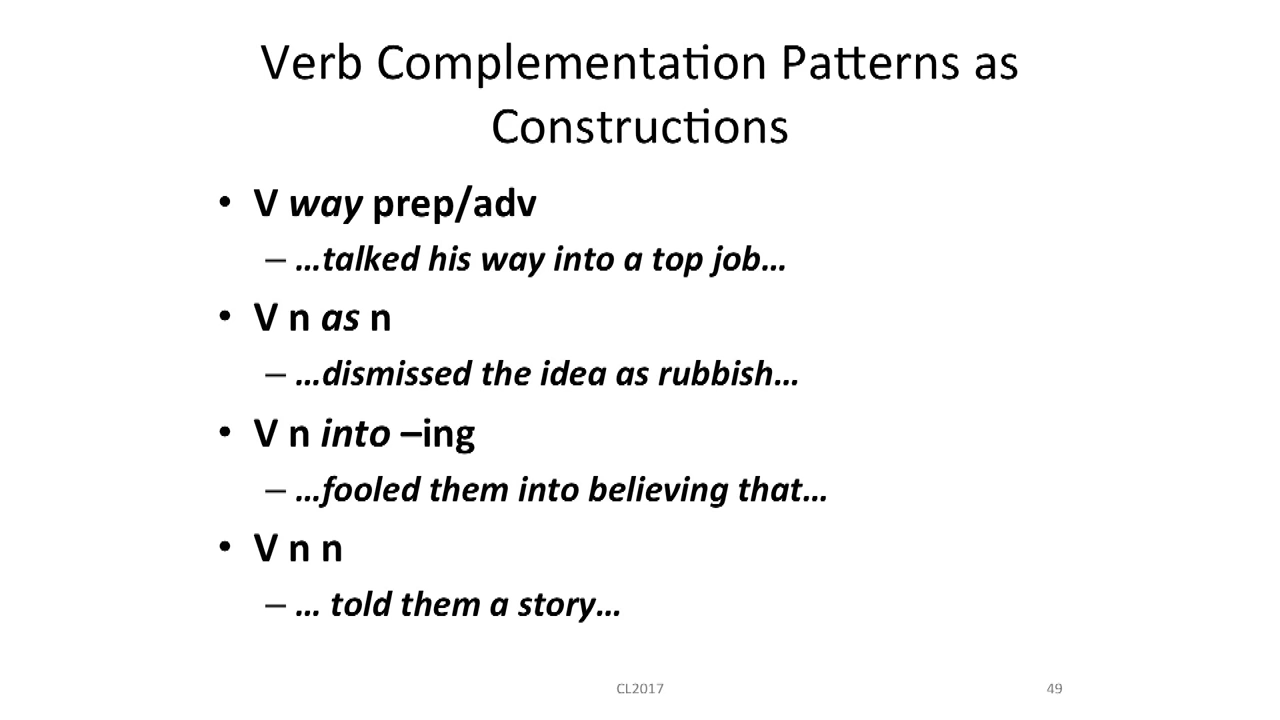 Verb Complementation Patterns as
Constructions
• V way prep/adv
– …talked his way into a top job…
• V n as n
– …dismissed the idea as rubbish…
• V n into –ing
– …fooled them into believing that…
• V n n
– … told them a story…
CL2017
49